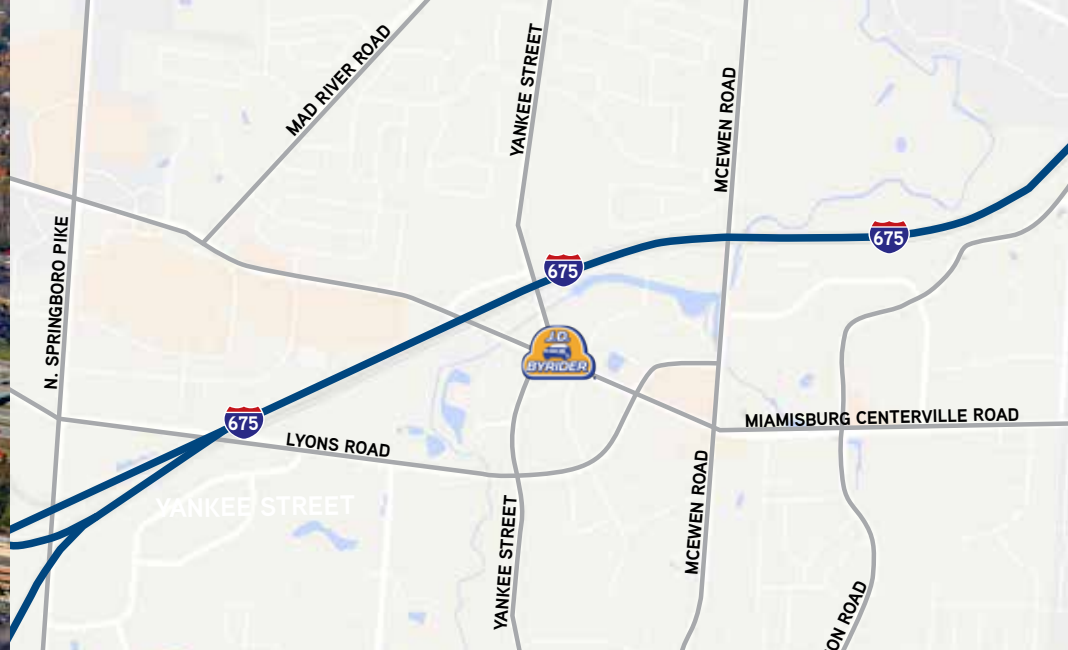 MAD RIVER ROAD
YANKEE STREET
MCEWEN ROAD
N. SPRINGBORO PIKE
675
675
J.D.
BYRIDER
675
LYONS ROAD
MIAMISBURG CENTERVILLE ROAD
YANKEE STREET
YANKEE STREET
MCEWEN ROAD
ROAD